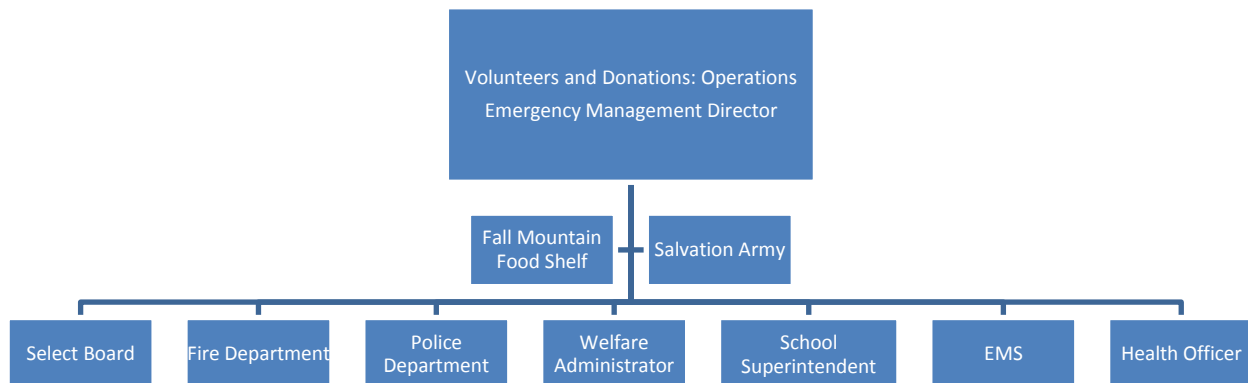 Volunteers and Donations: Operations
Emergency Management Director
Fall Mountain
Food Shelf
Salvation Army
Select Board
Fire Department
Police
Department
Welfare
Administrator
School
Superintendent
EMS
Health Officer